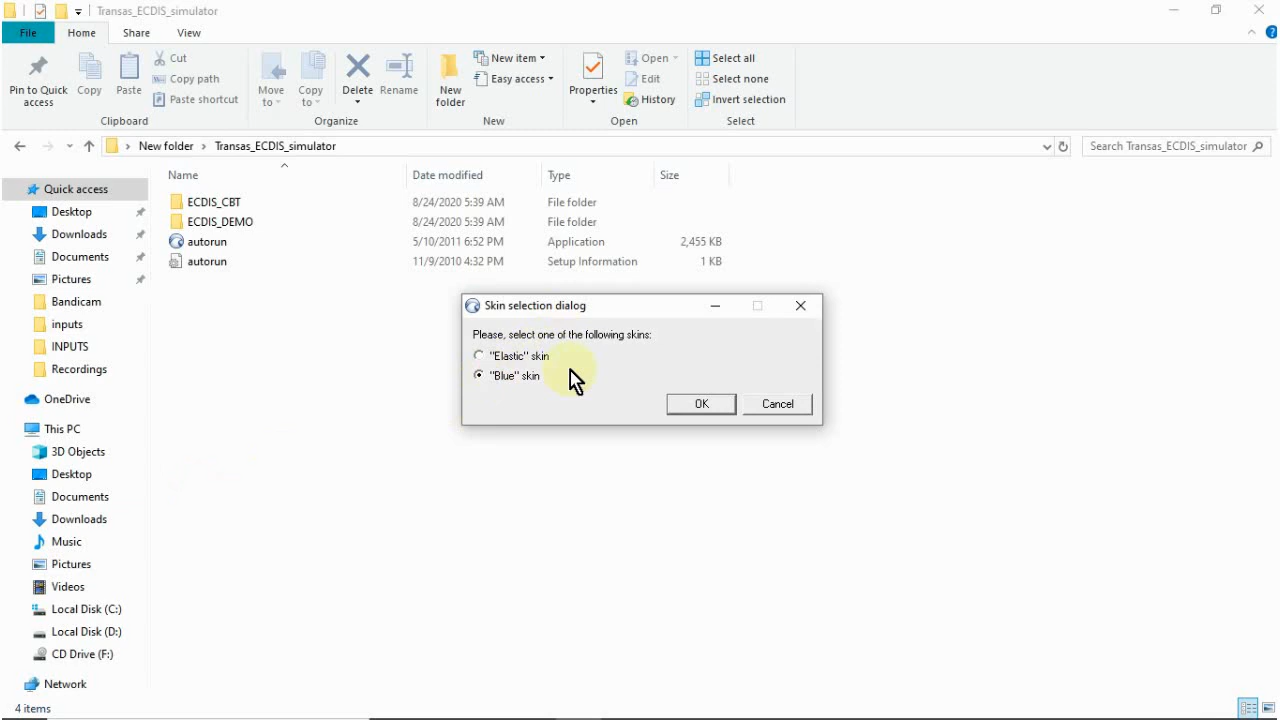 Transas_ECDIS_simulator
File Home Share View
Pin to Quick access
Copy
Paste
Cut
Copy path
Paste shortcut
Clipboard
Move to
Copy to
Delete
Rename
Organize
New folder
New item
Easy access
New
Properties
Open
Edit
History
Open
Select all
Select none
Invert selection
Select
New folder Transas_ECDIS_simulator
Search Transas_ECDIS_simulator
Name Date modified Type Size
ECDIS_CBT 8/24/2020 5:39 AM File folder
ECDIS_DEMO 8/24/2020 5:39 AM File folder
autorun 5/10/2011 6:52 PM Application 2,455 KB
autorun 11/9/2010 4:32 PM Setup Information 1 KB
Quick access
Desktop
Downloads
Documents
Pictures
Bandicam
inputs
INPUTS
Recordings
OneDrive
This PC
3D Objects
Desktop
Documents
Downloads
Music
Pictures
Videos
Local Disk (C:)
Local Disk (D:)
CD Drive (F:)
Network
Skin selection dialog
Please, select one of the following skins:
"Elastic" skin
"Blue" skin
OK Cancel
4 items